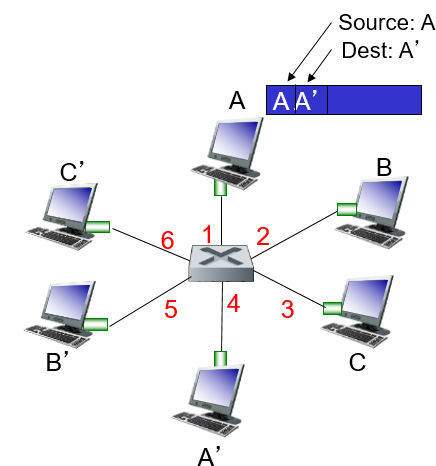 Source: A
Dest: A’
A A’
A
C’
B
6 1 2
5 4 3
B’
C
A’